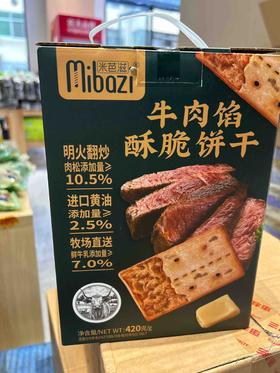 米芭滋
mibazi
牛肉馅
酥脆饼干
明火翻炒
肉松添加量≥
10.5%
进口黄油
添加量≥
2.5%
牧场直送
鲜牛乳添加量≥
7.0%
净含量/NET WT:420克/g